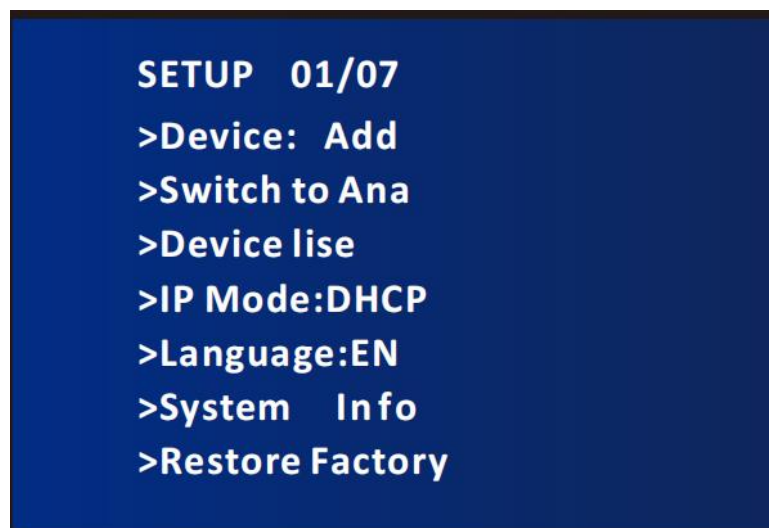 SETUP 01/07
>Device: Add
>Switch to Ana
>Device lise
>IP Mode:DHCP
>Language:EN
>System Info
>Restore Factory